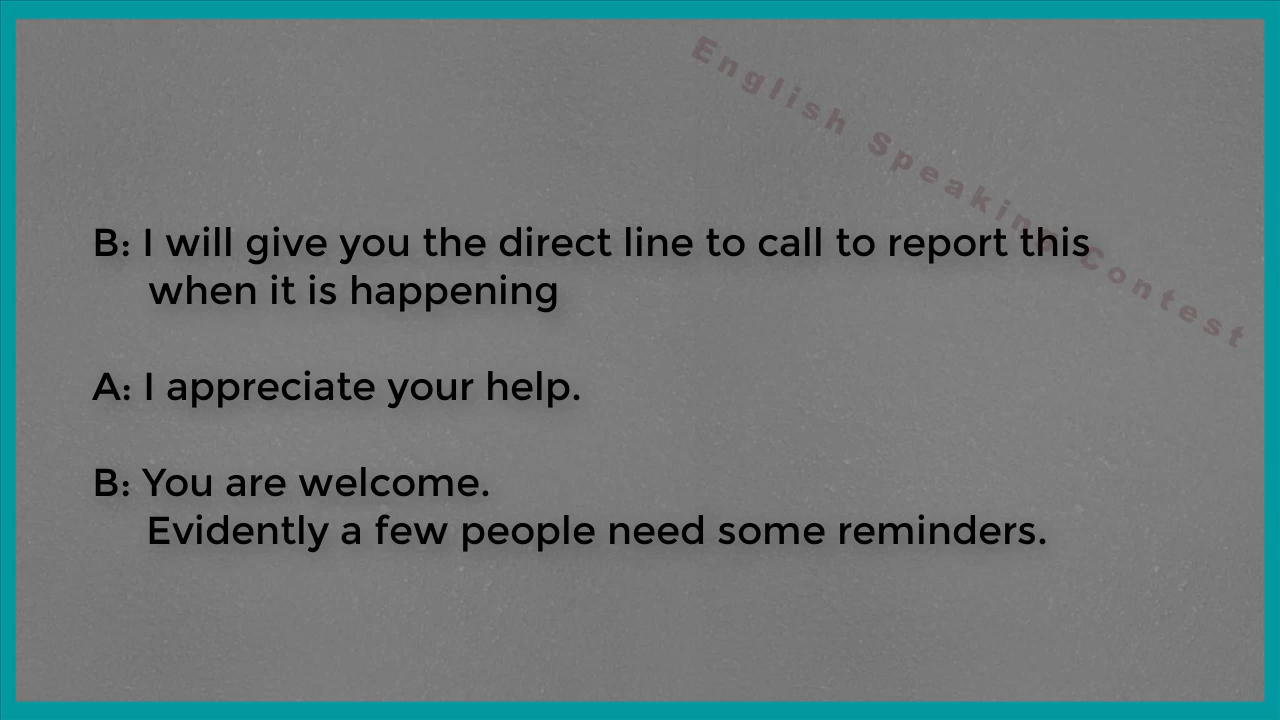 English Speaking Contest
B: I will give you the direct line to call to report this
when it is happening
A: I appreciate your help.
B: You are welcome.
Evidently a few people need some reminders.